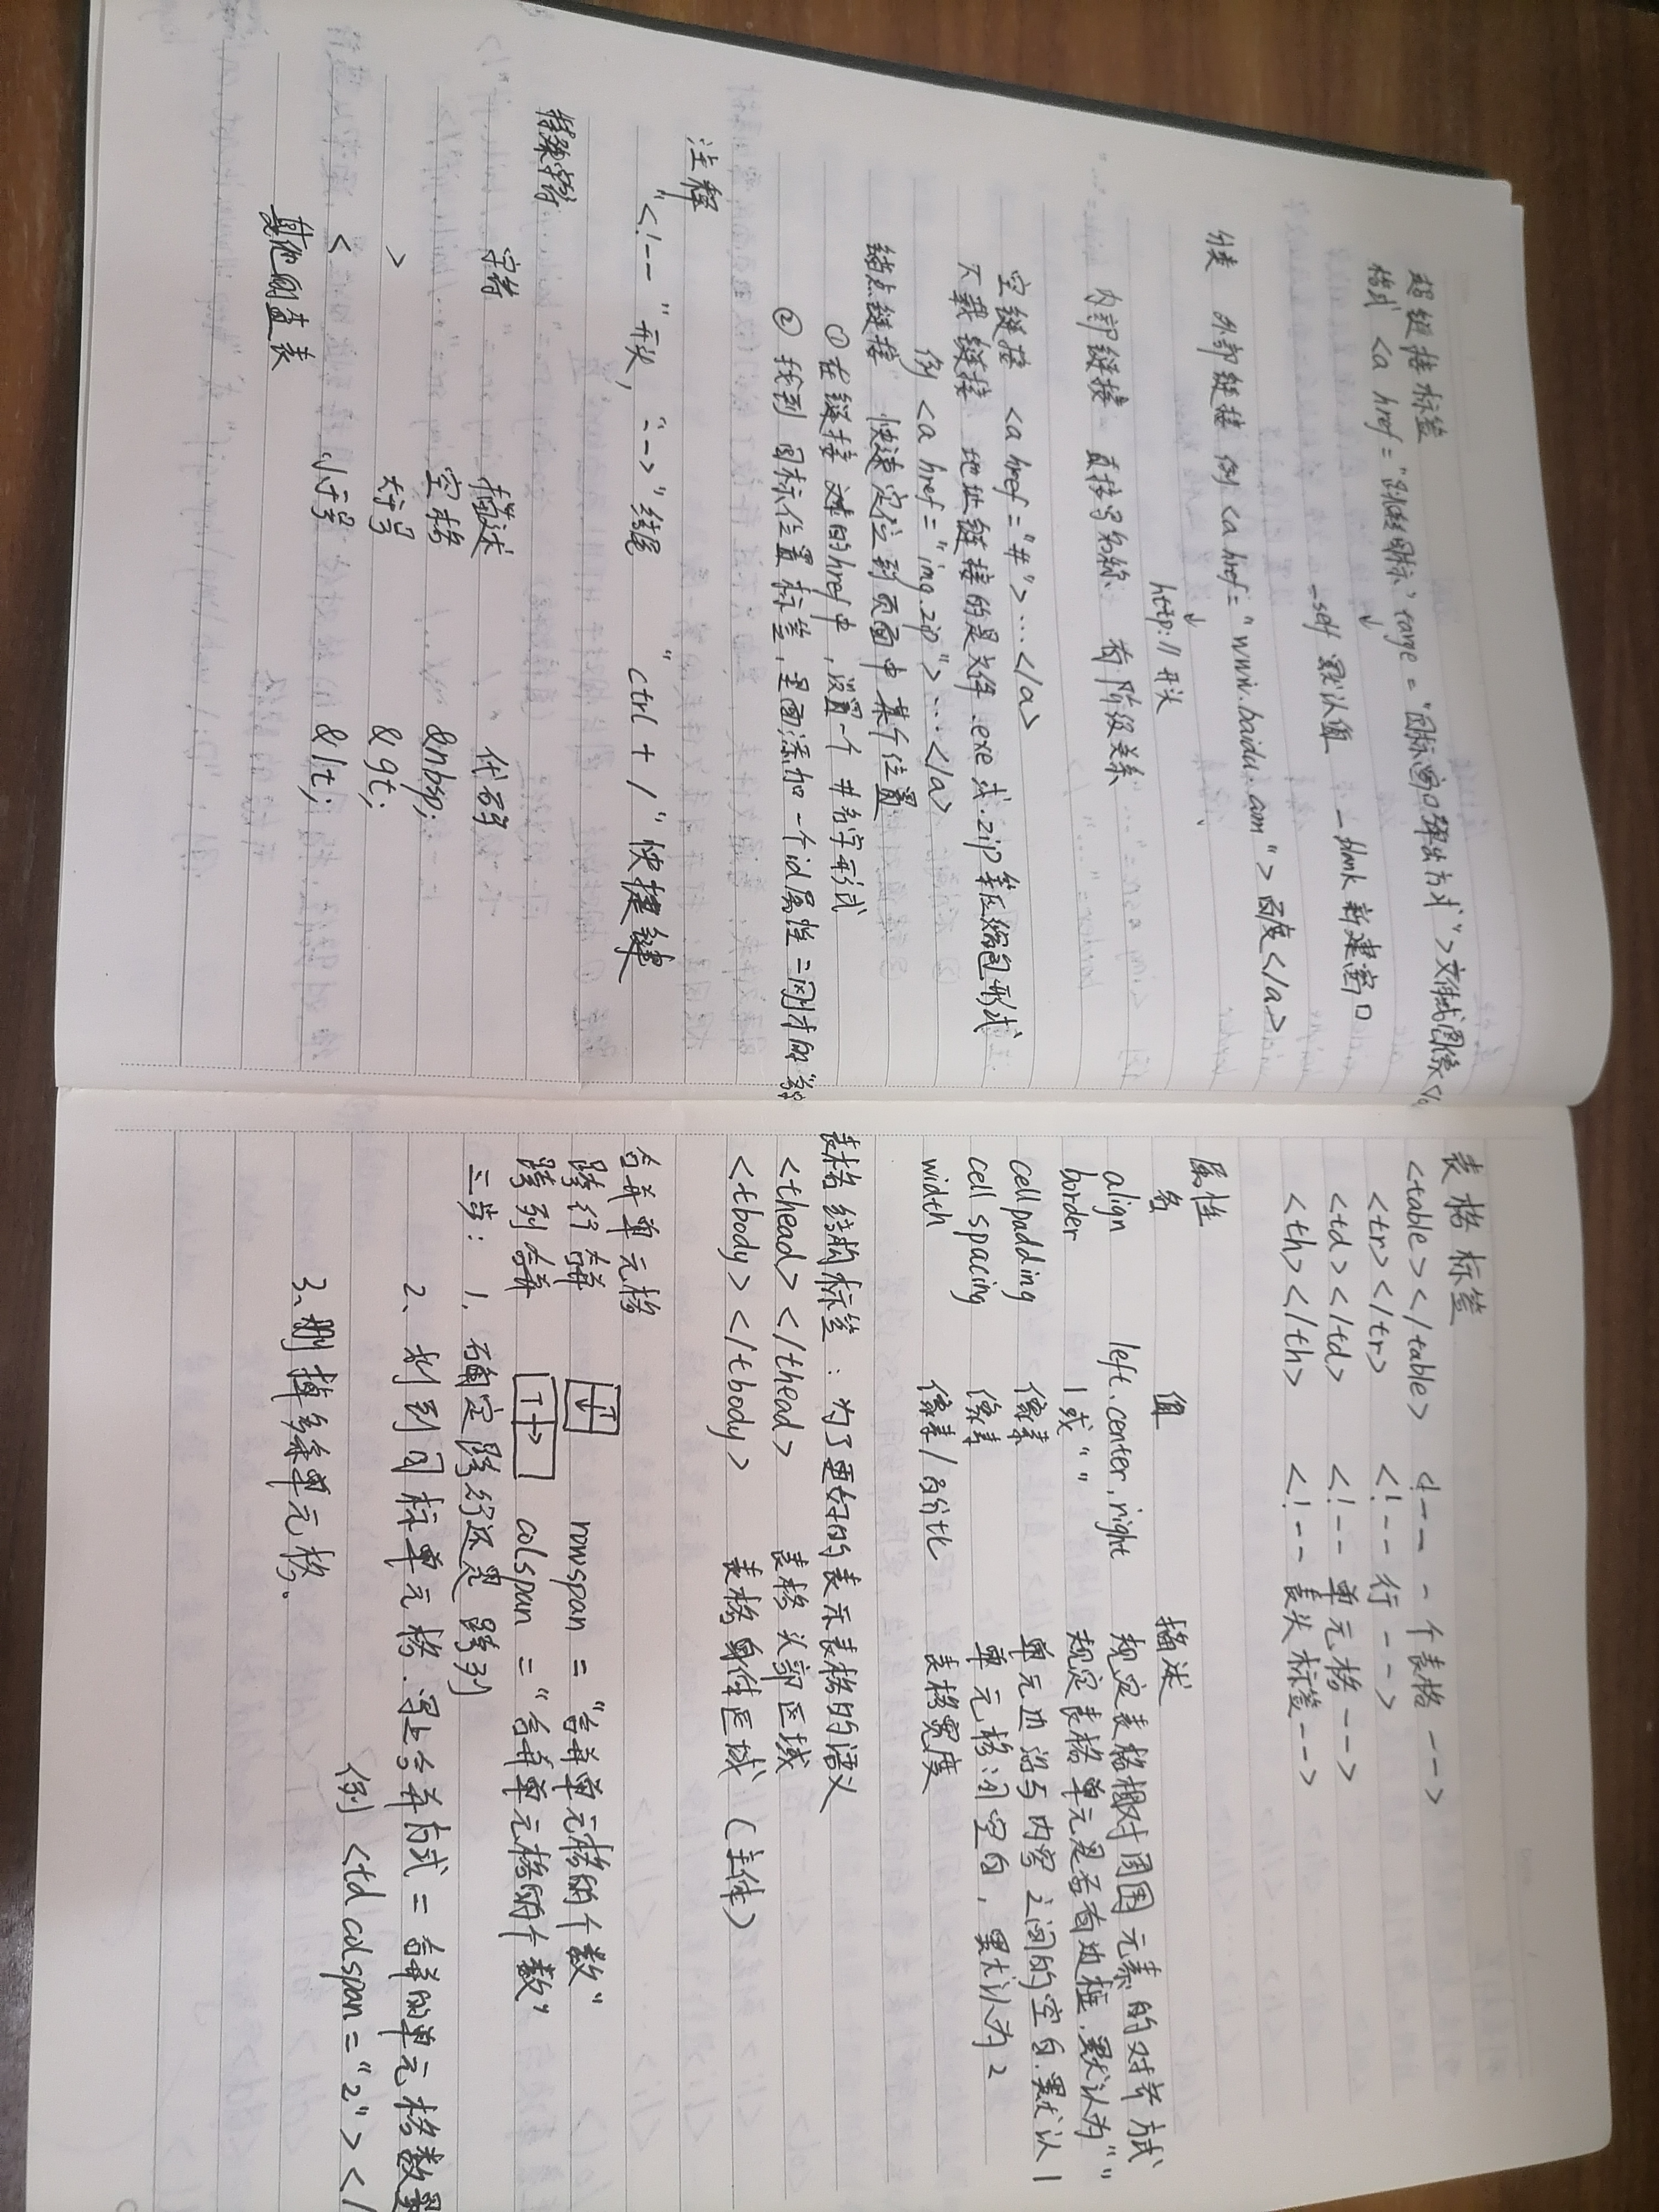 超链接标签
格式 <a href="跳转目标" targe="目标窗口弹出方式">文本或图像</a
_self 默认值 _blank 新建窗口
分类 外部链接 例 <a href="www.baidu.com">百度</a>
http://开头
内部链接 直接写名称 有阶级关系
空链接 <a href="#">...</a>
下载链接 地址链接的是文件.exe或.zip等压缩包形式
例 <a href="img.zip">...</a>
锚点链接 快速定位到页面中某个位置
① 在链接文本的href中,设置一个 #名字形式
② 找到目标位置标签,里面添加一个id属性=刚才的"名字
注释
"<!--"开头, "-->"结尾 "ctrl + /"快捷键
特殊字符
字符 描述 代码
空格 &nbsp;
> 大于号 &gt;
< 小于号 &lt;
其他附查表
表格标签
<table></table> <!-- 一个表格 -->
<tr></tr> <!-- 行 -->
<td></td> <!-- 单元格 -->
<th></th> <!-- 表头标签 -->
属性
名 值 描述
align left.center.right 规定表格相对周围元素的对齐方式
border 1或"" 规定表格单元是否有边框.默认为""
cellpadding 像素 单元边沿与内容之间的空白.默认1
cellspacing 像素 单元格间空白,默认为2
width 像素/百分比 表格宽度
表格结构标签:为了更好的表示表格的语义
<thead></thead> 表格头部区域
<tbody></tbody> 表格身体区域 (主体)
合并单元格
跨行合并 rowspan="合并单元格的个数"
跨列合并 colspan="合并单元格的个数"
三步: 1、确定跨行还是跨列
2、找到目标单元格.写上合并方式=合并的单元格数量
例 <td colspan="2"></
3、删掉多余单元格。